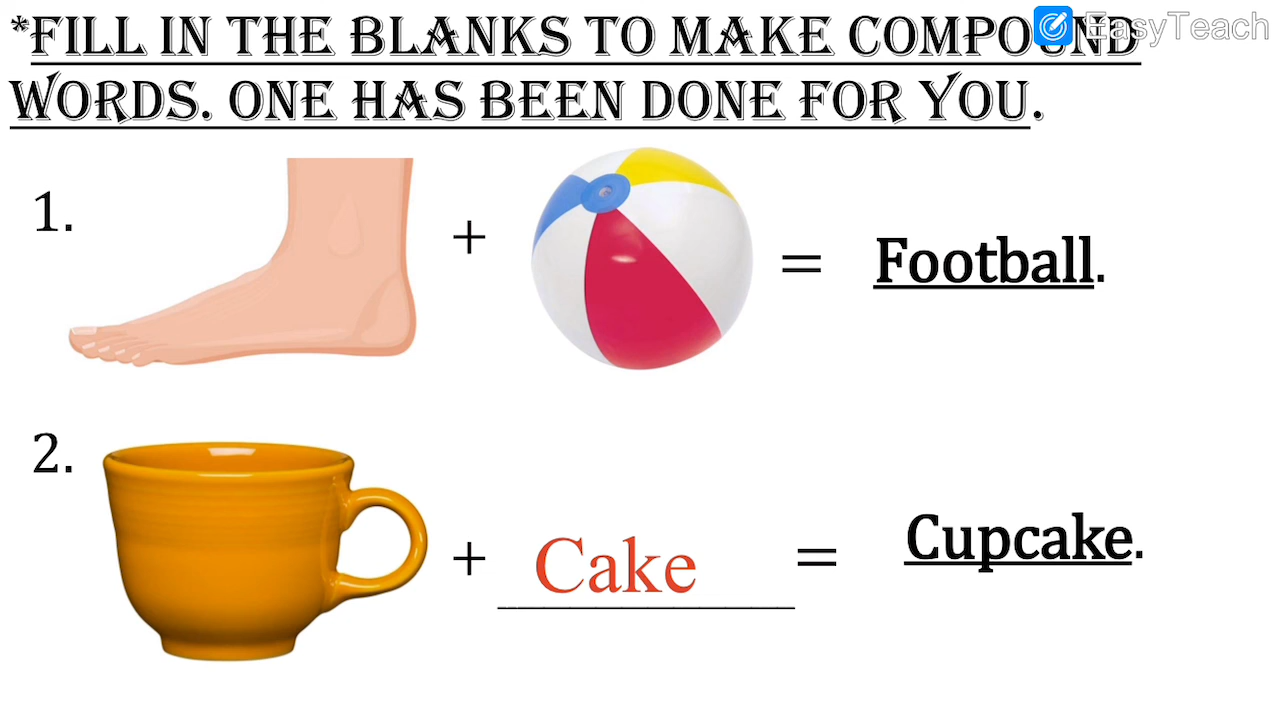 *FILL IN THE BLANKS TO MAKE COMPOUND
EasyTeach
WORDS. ONE HAS BEEN DONE FOR YOU.
1. + = Football.
2. + Cake = Cupcake.